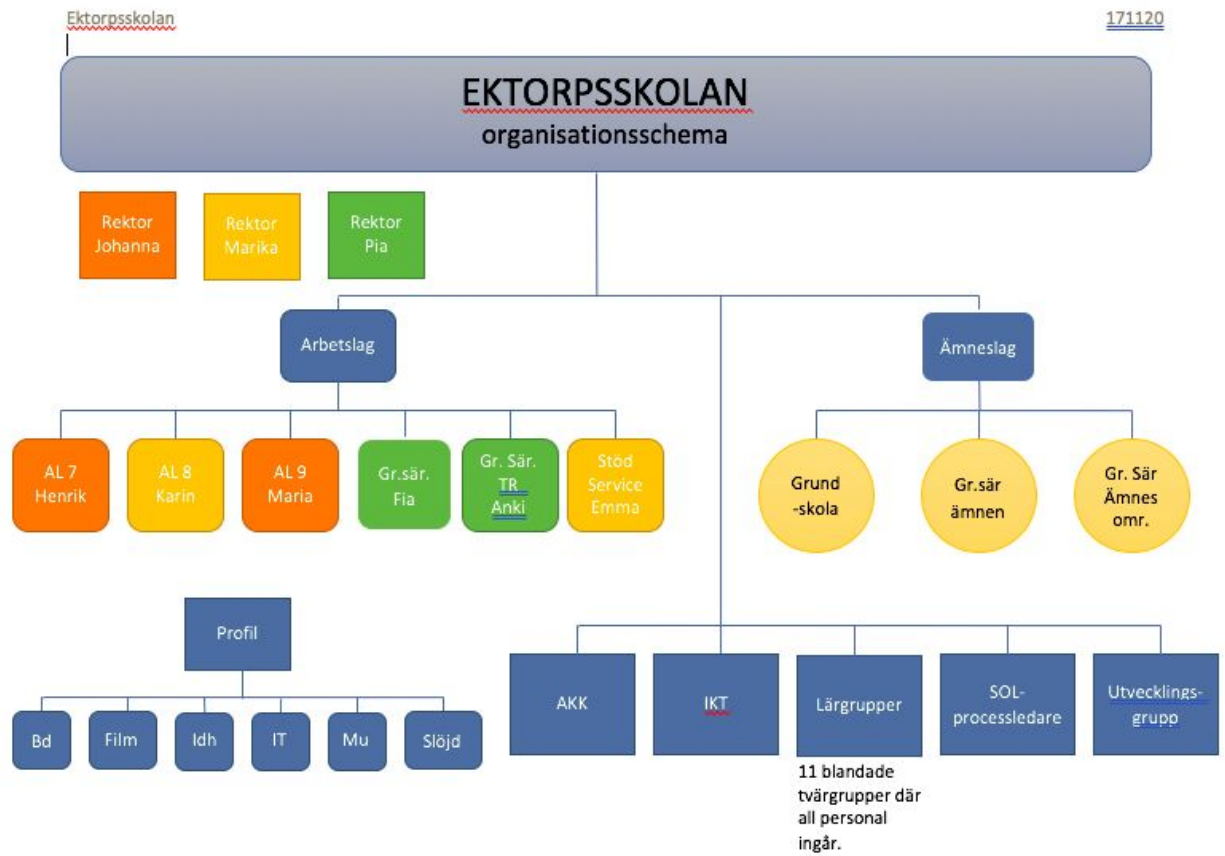 Ektorpsskolan
171120
EKTORPSSKOLAN
organisationsschema
Rektor
Johanna
Rektor
Marika
Rektor
Pia
Arbetslag
Ämneslag
AL 7
Henrik
AL 8
Karin
AL 9
Maria
Gr.sär.
Fia
Gr. Sär.
TR
Anki
Stöd
Service
Emma
Grund
-skola
Gr.sär
ämnen
Gr. Sär
Ämnes
omr.
Profil
Bd
Film
Idh
IT
Mu
Slöjd
AKK
IKT
Lärgrupper
SOL-
processledare
Utvecklings-
grupp
11 blandade
tvärgrupper där
all personal
ingår.